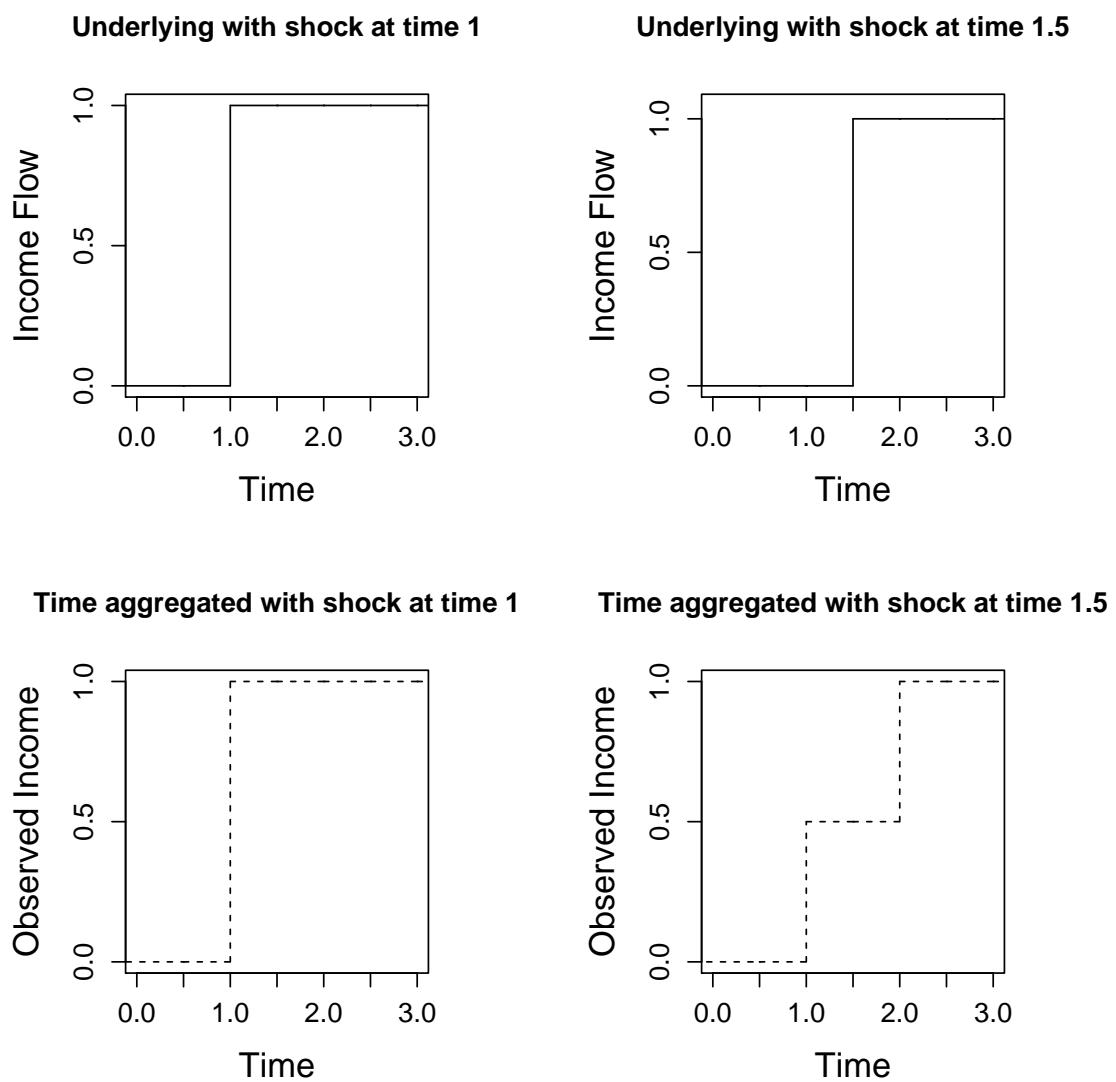 Underlying with shock at time 1
Income Flow
1.0
0.5
0.0
0.0 1.0 2.0 3.0
Time
Underlying with shock at time 1.5
Income Flow
1.0
0.5
0.0
0.0 1.0 2.0 3.0
Time
Time aggregated with shock at time 1
Observed Income
1.0
0.5
0.0
0.0 1.0 2.0 3.0
Time
Time aggregated with shock at time 1.5
Observed Income
1.0
0.5
0.0
0.0 1.0 2.0 3.0
Time